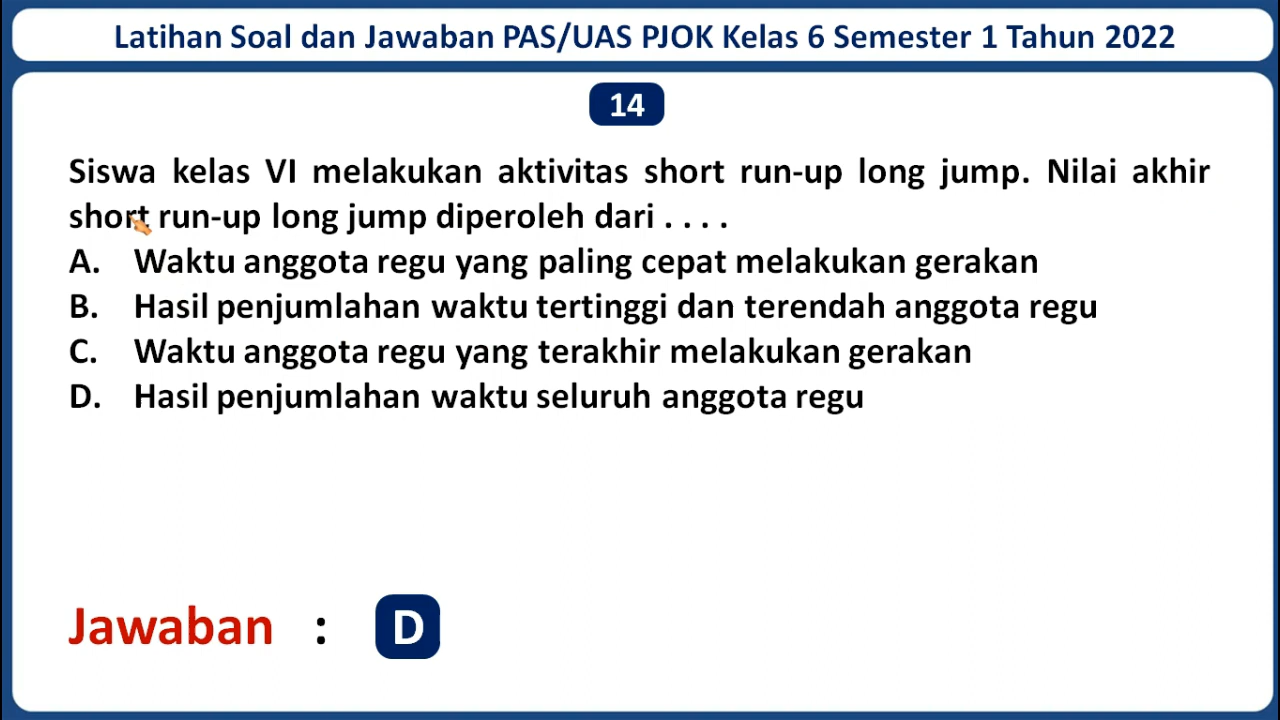 Latihan Soal dan Jawaban PAS/UAS PJOK Kelas 6 Semester 1 Tahun 2022
14
Siswa kelas VI melakukan aktivitas short run-up long jump. Nilai akhir
short run-up long jump diperoleh dari . . . .
A. Waktu anggota regu yang paling cepat melakukan gerakan
B. Hasil penjumlahan waktu tertinggi dan terendah anggota regu
C. Waktu anggota regu yang terakhir melakukan gerakan
D. Hasil penjumlahan waktu seluruh anggota regu
Jawaban : D